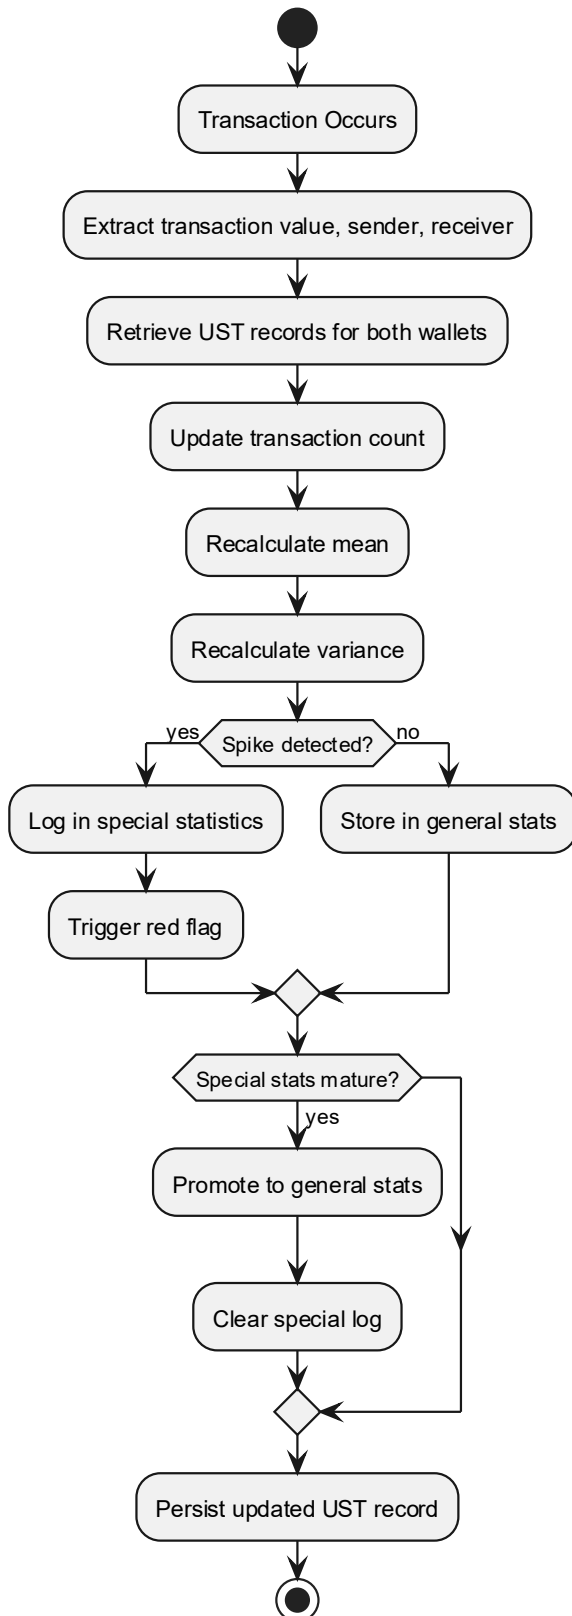 Transaction Occurs
Extract transaction value, sender, receiver
Retrieve UST records for both wallets
Update transaction count
Recalculate mean
Recalculate variance
yes
Spike detected?
no
Log in special statistics
Store in general stats
Trigger red flag
Special stats mature?
yes
Promote to general stats
Clear special log
Persist updated UST record